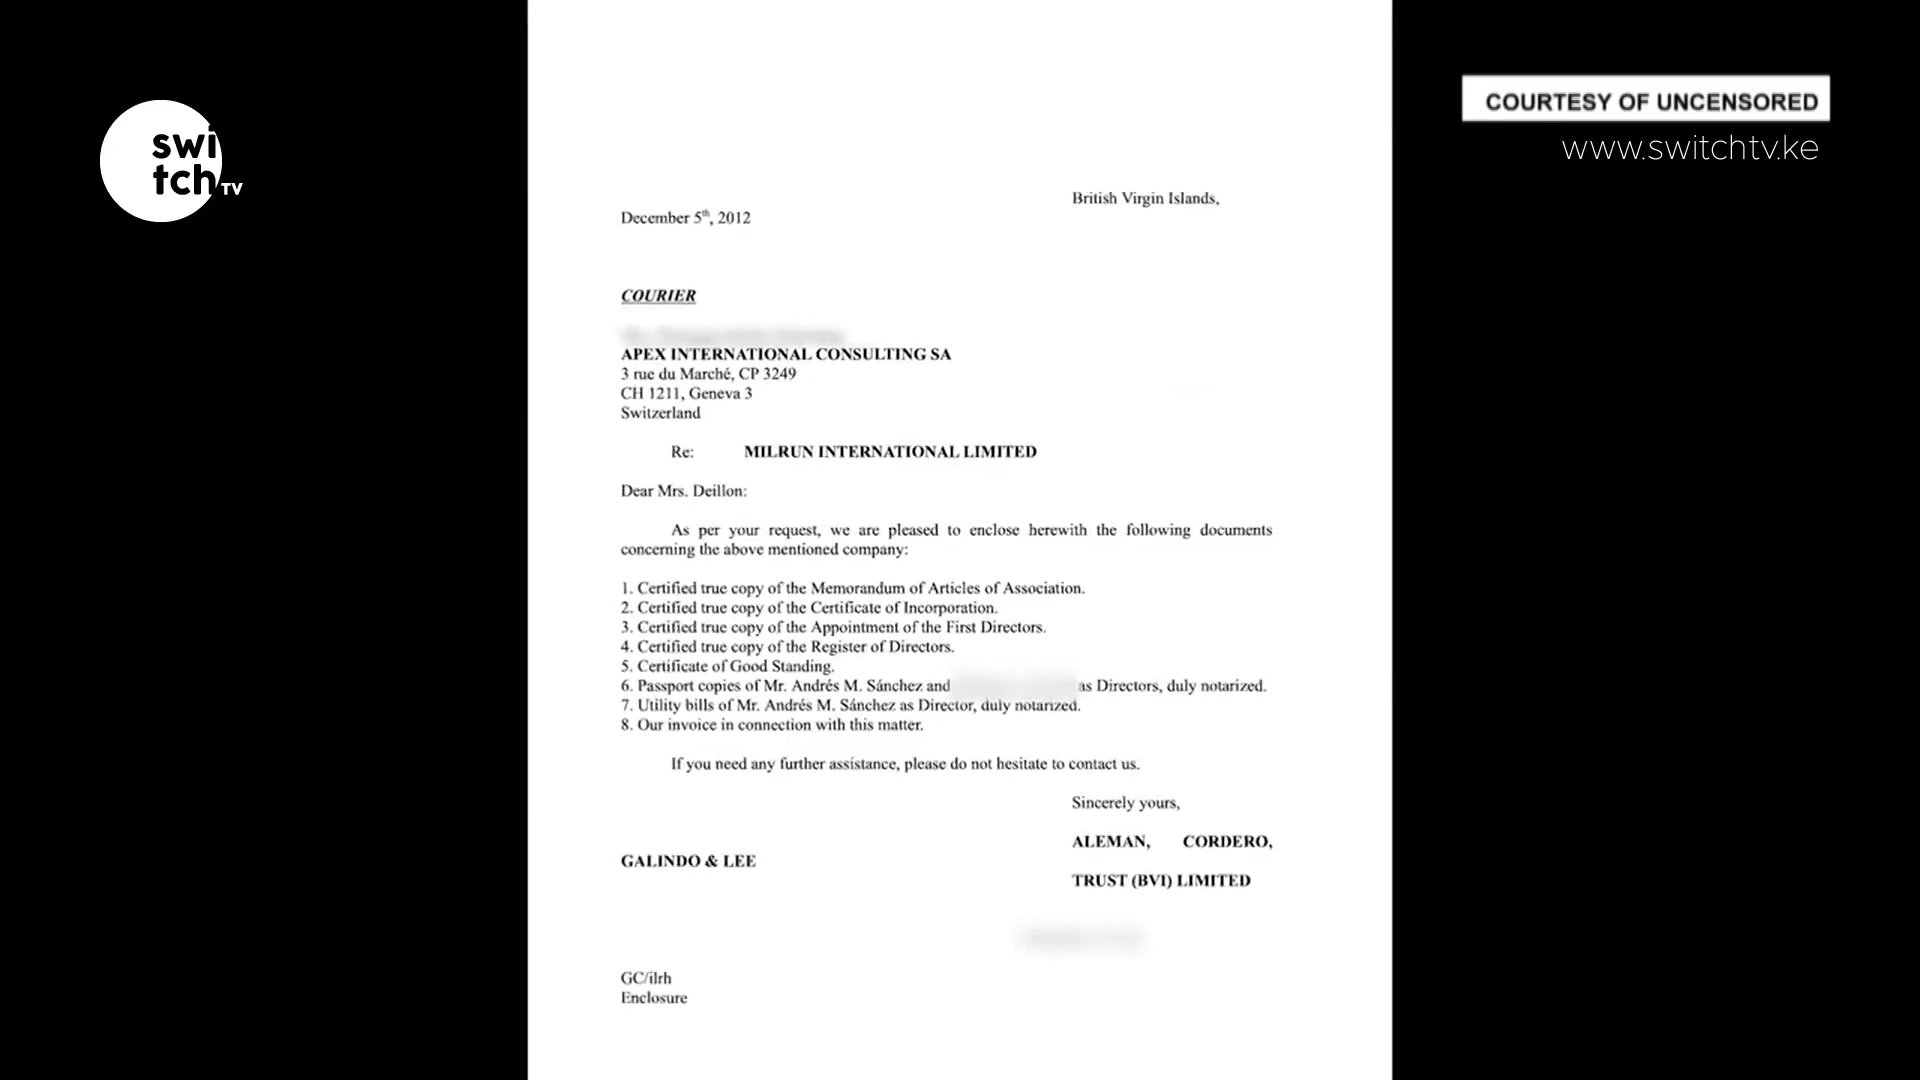 swi
tch TV
COURTESY OF UNCENSORED
www.switchtv.ke
British Virgin Islands,
December 5th, 2012
COURIER
APEX INTERNATIONAL CONSULTING SA
3 rue du Marché, CP 3249
CH 1211, Geneva 3
Switzerland
Re: MILRUN INTERNATIONAL LIMITED
Dear Mrs. Deillon:
As per your request, we are pleased to enclose herewith the following documents
concerning the above mentioned company:
1. Certified true copy of the Memorandum of Articles of Association.
2. Certified true copy of the Certificate of Incorporation.
3. Certified true copy of the Appointment of the First Directors.
4. Certified true copy of the Register of Directors.
5. Certificate of Good Standing.
6. Passport copies of Mr. Andrés M. Sánchez and as Directors, duly notarized.
7. Utility bills of Mr. Andrés M. Sánchez as Director, duly notarized.
8. Our invoice in connection with this matter.
If you need any further assistance, please do not hesitate to contact us.
Sincerely yours,
ALEMAN, CORDERO,
GALINDO & LEE
TRUST (BVI) LIMITED
GC/ilrh
Enclosure